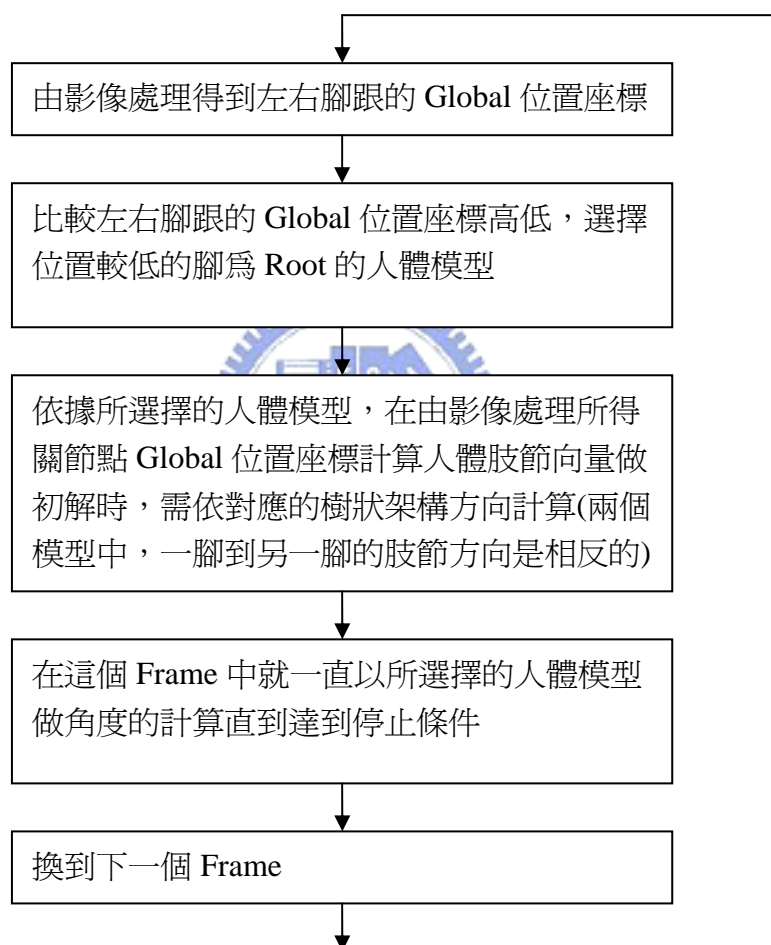 由影像處理得到左右腳跟的 Global 位置座標
比較左右腳跟的 Global 位置座標高低，選擇
位置較低的腳爲 Root 的人體模型
依據所選擇的人體模型，在由影像處理所得
關節點 Global 位置座標計算人體肢節向量做
初解時，需依對應的樹狀架構方向計算(兩個
模型中，一腳到另一腳的肢節方向是相反的)
在這個 Frame 中就一直以所選擇的人體模型
做角度的計算直到達到停止條件
換到下一個 Frame